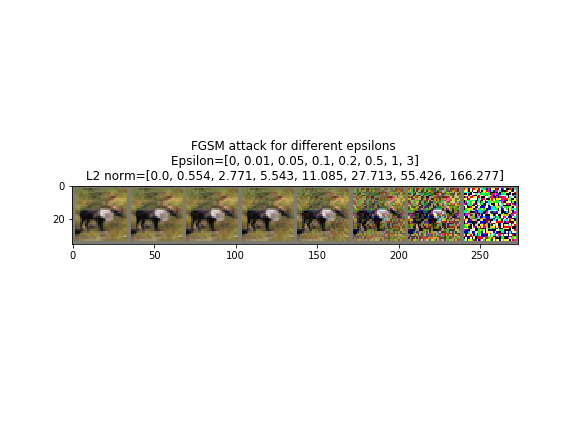 FGSM attack for different epsilons
Epsilon=[0, 0.01, 0.05, 0.1, 0.2, 0.5, 1, 3]
L2 norm=[0.0, 0.554, 2.771, 5.543, 11.085, 27.713, 55.426, 166.277]
0
20
0 50 100 150 200 250